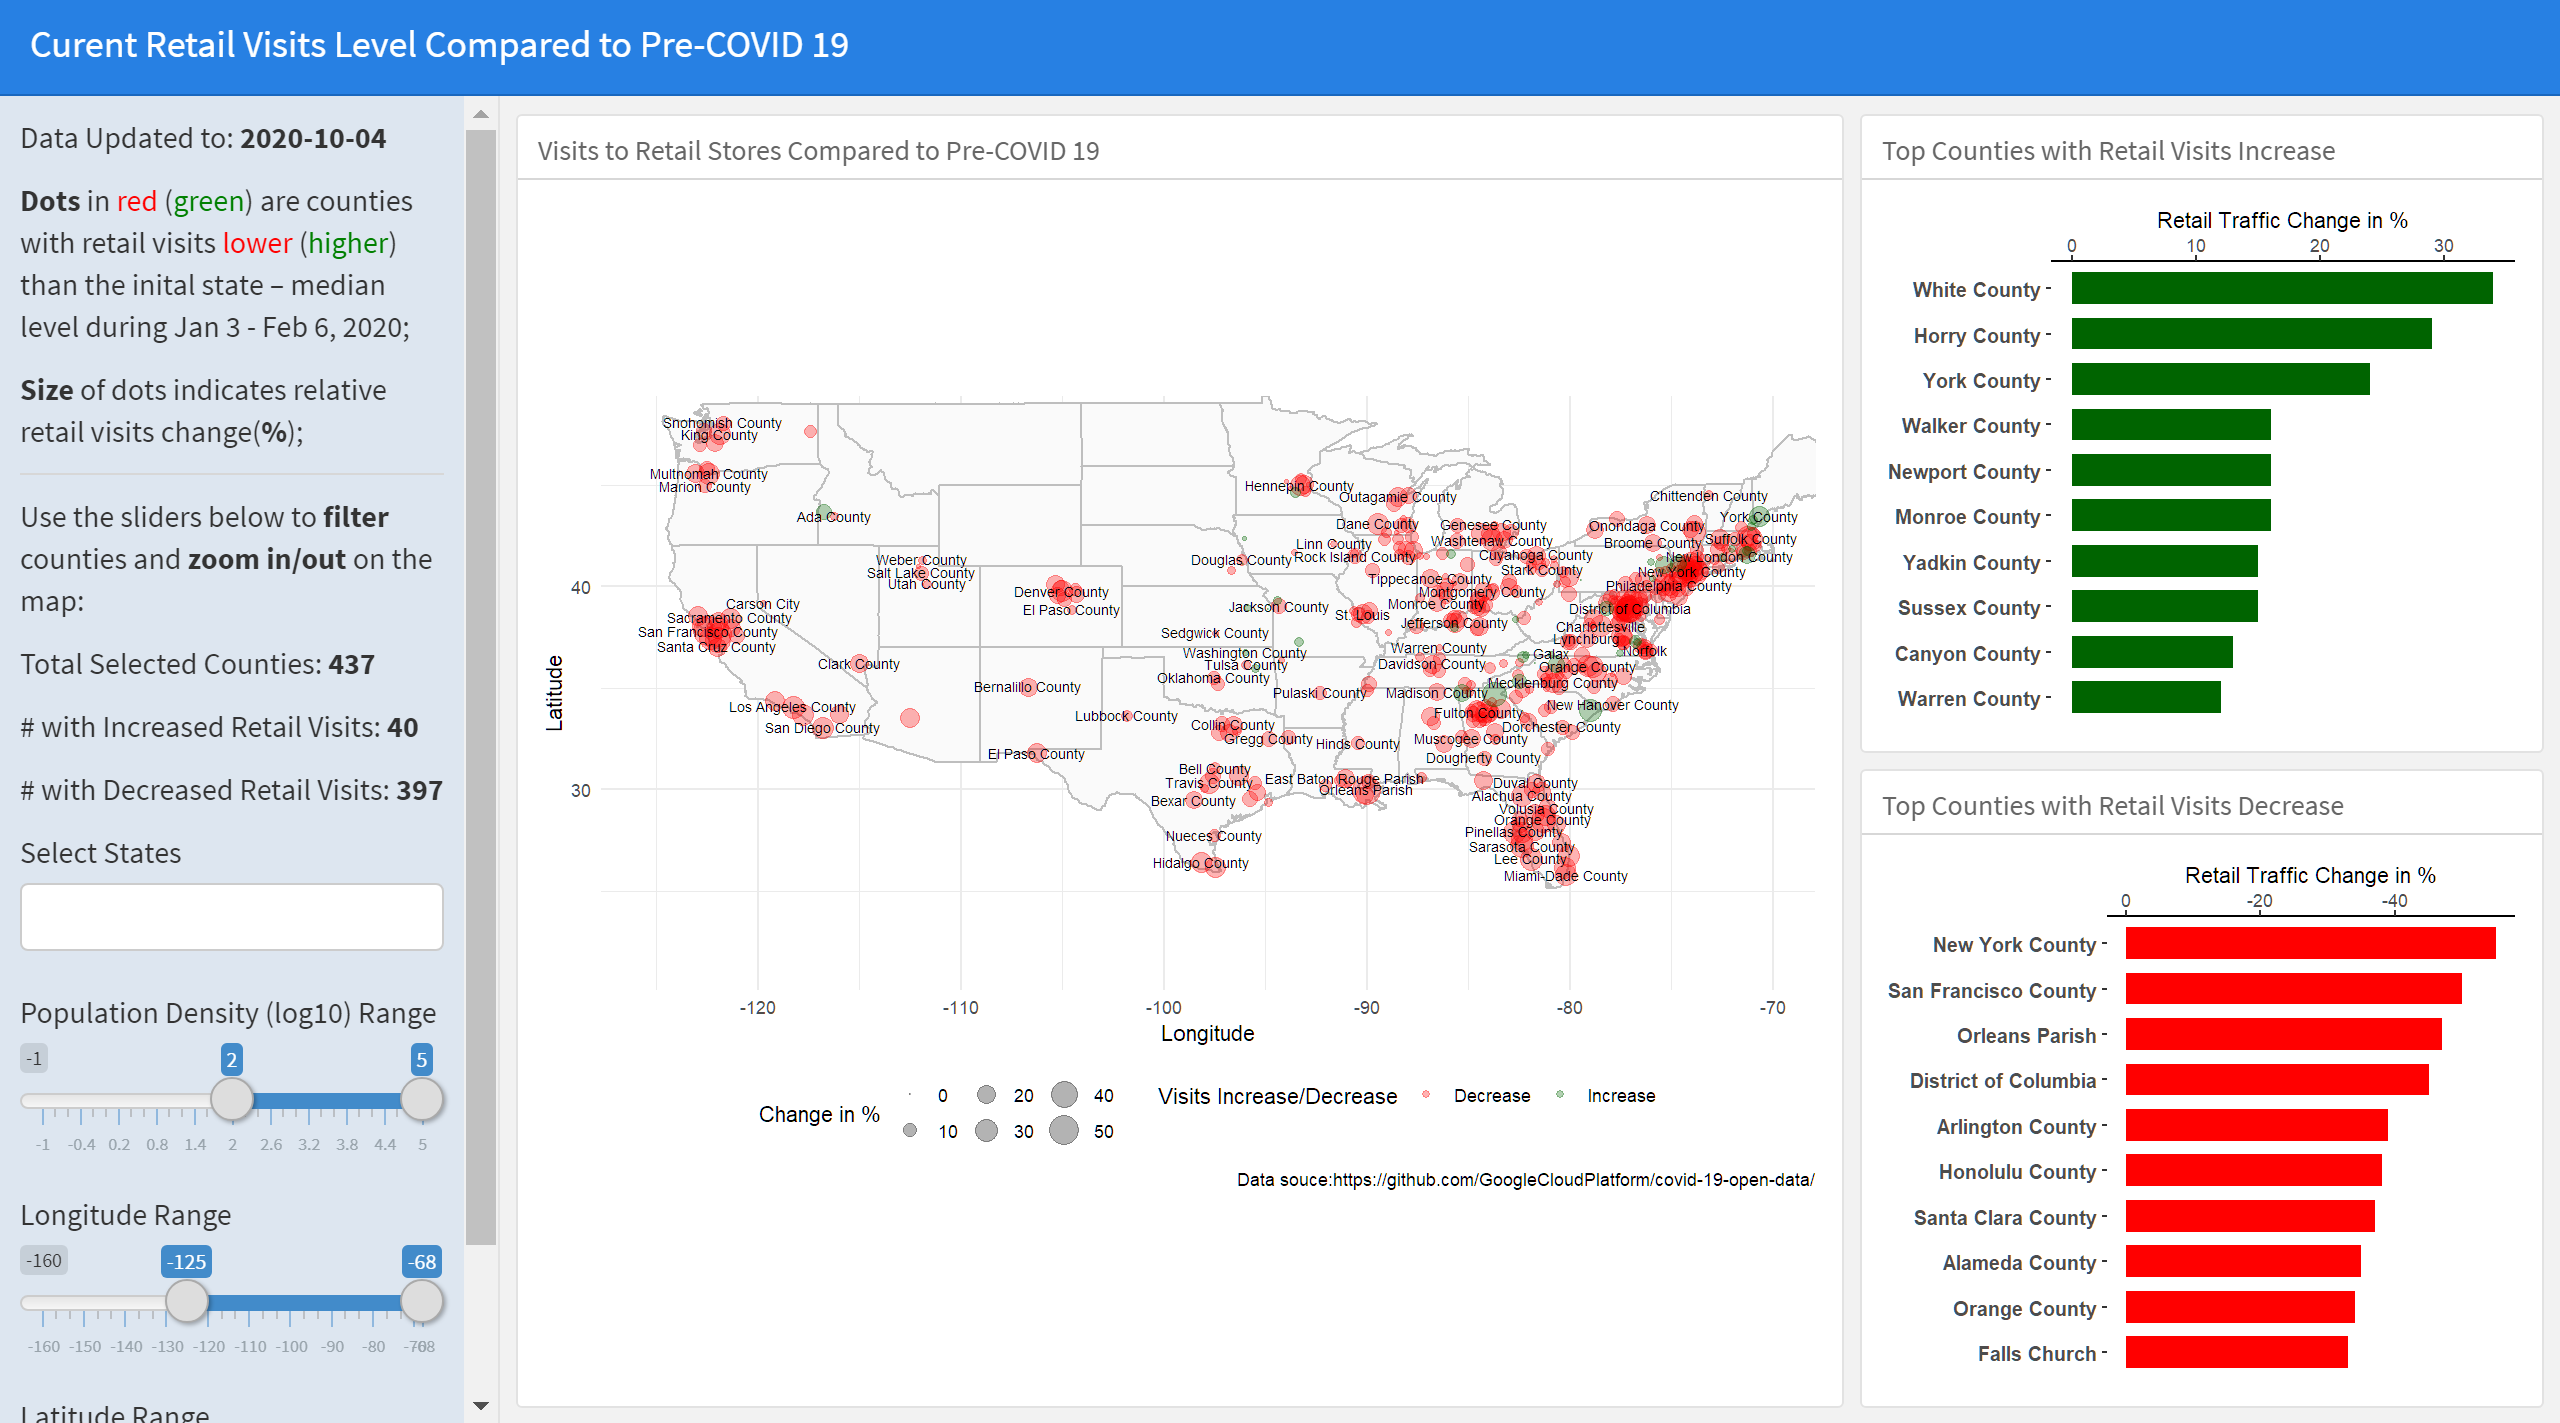 Curent Retail Visits Level Compared to Pre-COVID 19
Data Updated to: 2020-10-04
Dots in red (green) are counties
with retail visits lower (higher)
than the inital state – median
level during Jan 3 - Feb 6, 2020;
Size of dots indicates relative
retail visits change(%);
Use the sliders below to filter
counties and zoom in/out on the
map:
Total Selected Counties: 437
# with Increased Retail Visits: 40
# with Decreased Retail Visits: 397
Select States
Population Density (log10) Range
-1 2 5
-1 -0.4 0.2 0.8 1.4 2 2.6 3.2 3.8 4.4 5
Longitude Range
-160 -125 -68
-160 -150 -140 -130 -120 -110 -100 -90 -80
Latitude Range
Visits to Retail Stores Compared to Pre-COVID 19
Snohomish County
King County
Multnomah County
Marion County
Ada County
Weber County
Salt Lake County
Utah County
Carson City
Sacramento County
San Francisco County
Santa Cruz County
Clark County
Los Angeles County
San Diego County
Denver County
El Paso County
Bernalillo County
Lubbock County
El Paso County
Hennepin County
Outagamie County
Dane County
Linn County
Rock Island County
Douglas County
Jackson County
St. Louis
Sedgwick County
Washington County
Tulsa County
Oklahoma County
Pulaski County
Collin County
Gregg County
Hinds County
Bell County
Travis County
Bexar County
East Baton Rouge Parish
Orleans Parish
Nueces County
Hidalgo County
Chittenden County
York County
Genesee County
Onondaga County
Washtenaw County
Broome County
Suffolk County
Cuyahoga County
New London County
Stark County
New York County
Tippecanoe County
Philadelphia County
Montgomery County
Monroe County
District of Columbia
Jefferson County
Charlottesville
Lynchburg
Warren County
Galax
Norfolk
Davidson County
Orange County
Mecklenburg County
Madison County
New Hanover County
Fulton County
Dorchester County
Muscogee County
Dougherty County
Duval County
Alachua County
Volusia County
Orange County
Pinellas County
Sarasota County
Lee County
Miami-Dade County
40
30
Latitude
-120 -110 -100 -90 -80 -70
Longitude
Change in %
0 20 40
10 30 50
Visits Increase/Decrease Decrease Increase
Data souce:https://github.com/GoogleCloudPlatform/covid-19-open-data/
Top Counties with Retail Visits Increase
Retail Traffic Change in %
0 10 20 30
White County
Horry County
York County
Walker County
Newport County
Monroe County
Yadkin County
Sussex County
Canyon County
Warren County
Top Counties with Retail Visits Decrease
Retail Traffic Change in %
0 -20 -40
New York County
San Francisco County
Orleans Parish
District of Columbia
Arlington County
Honolulu County
Santa Clara County
Alameda County
Orange County
Falls Church